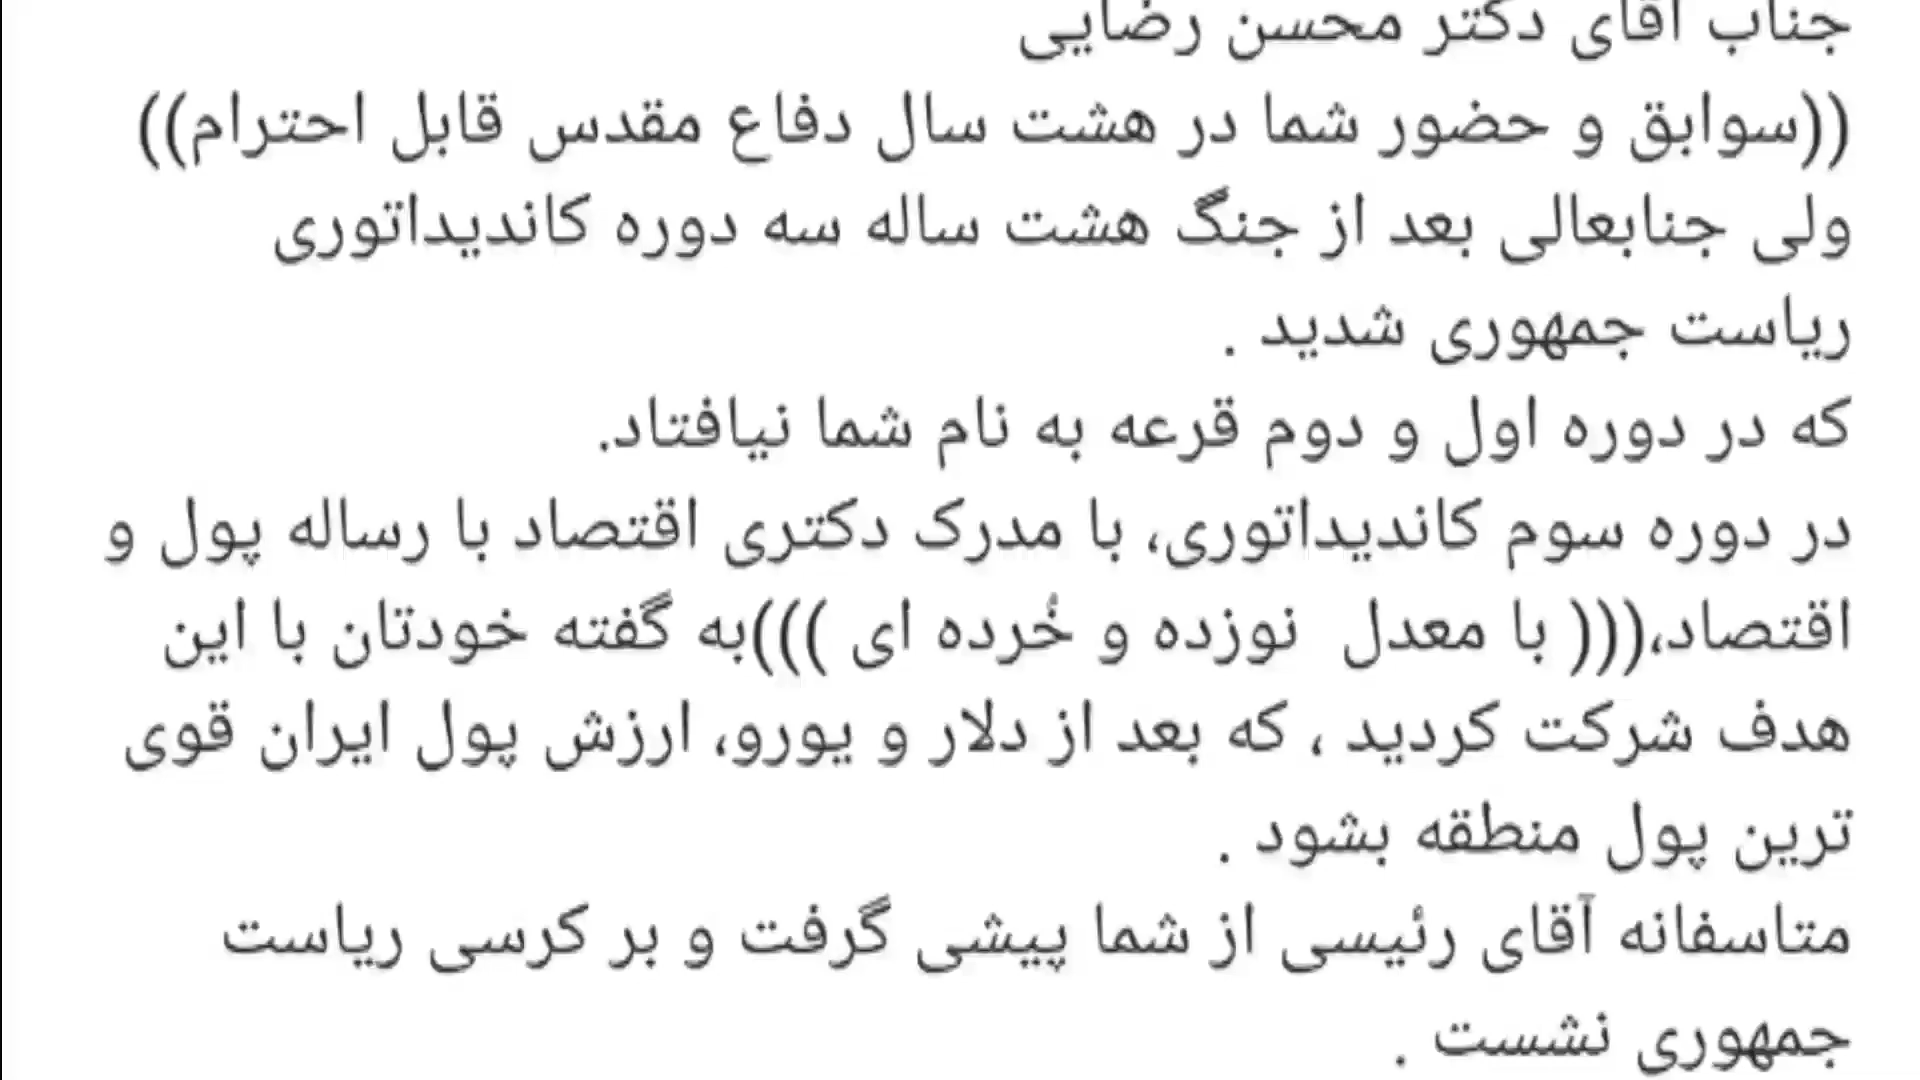 جناب آقای دکتر محسن رضایی
((سوابق و حضور شما در هشت سال دفاع مقدس قابل احترام))
ولی جنابعالی بعد از جنگ هشت ساله سه دوره کاندیداتوری
ریاست جمهوری شدید .
که در دوره اول و دوم قرعه به نام شما نیافتاد.
در دوره سوم کاندیداتوری، با مدرک دکتری اقتصاد با رساله پول و
اقتصاد،((( با معدل نوزده و خُرده ای )))به گفته خودتان با این
هدف شرکت کردید ، که بعد از دلار و یورو، ارزش پول ایران قوی
ترین پول منطقه بشود .
متاسفانه آقای رئیسی از شما پیشی گرفت و بر کرسی ریاست
جمهوری نشست .